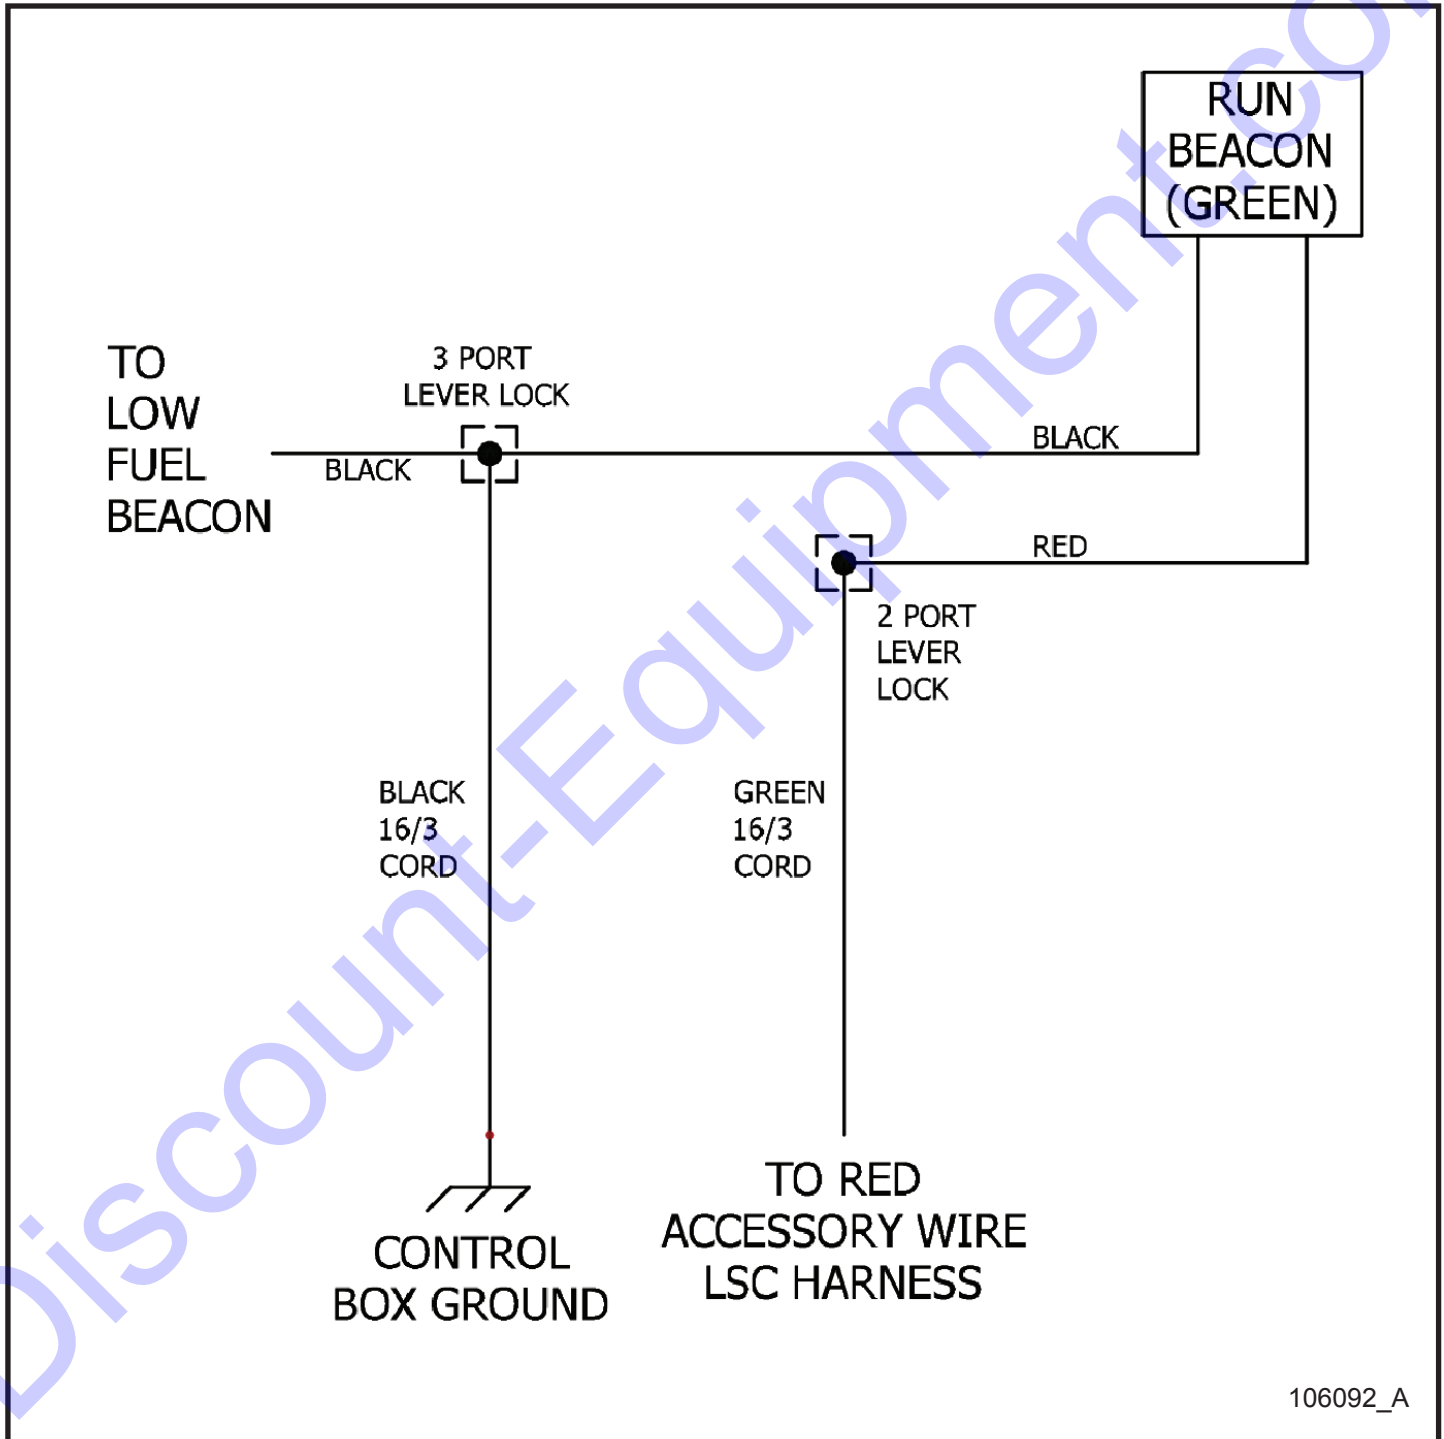 RUN
BEACON
(GREEN)
TO
LOW
FUEL
BEACON
3 PORT
LEVER LOCK
BLACK
BLACK
RED
2 PORT
LEVER
LOCK
BLACK
16/3
CORD
GREEN
16/3
CORD
CONTROL
BOX GROUND
TO RED
ACCESSORY WIRE
LSC HARNESS
106092_A
Discount-Equipment.com